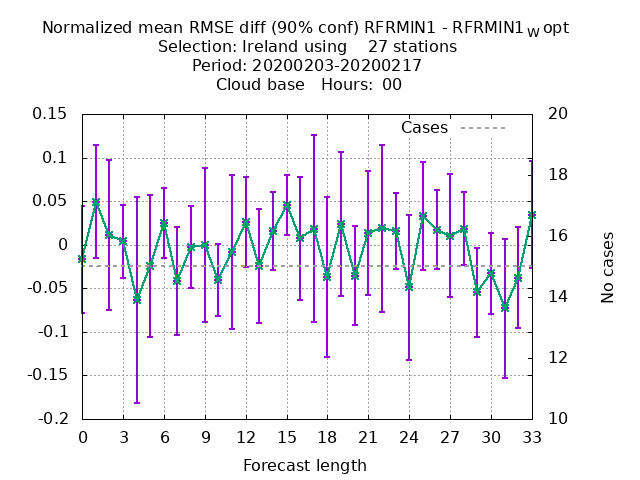 Normalized mean RMSE diff (90% conf) RFRMIN1 - RFRMIN1Wopt
Selection: Ireland using    27 stations
Period: 20200203-20200217
Cloud base   Hours:  00
0.15
0.1
0.05
0
-0.05
-0.1
-0.15
-0.2
Cases
20
18
16
14
12
10
No cases
0 3 6 9 12 15 18 21 24 27 30 33
Forecast length